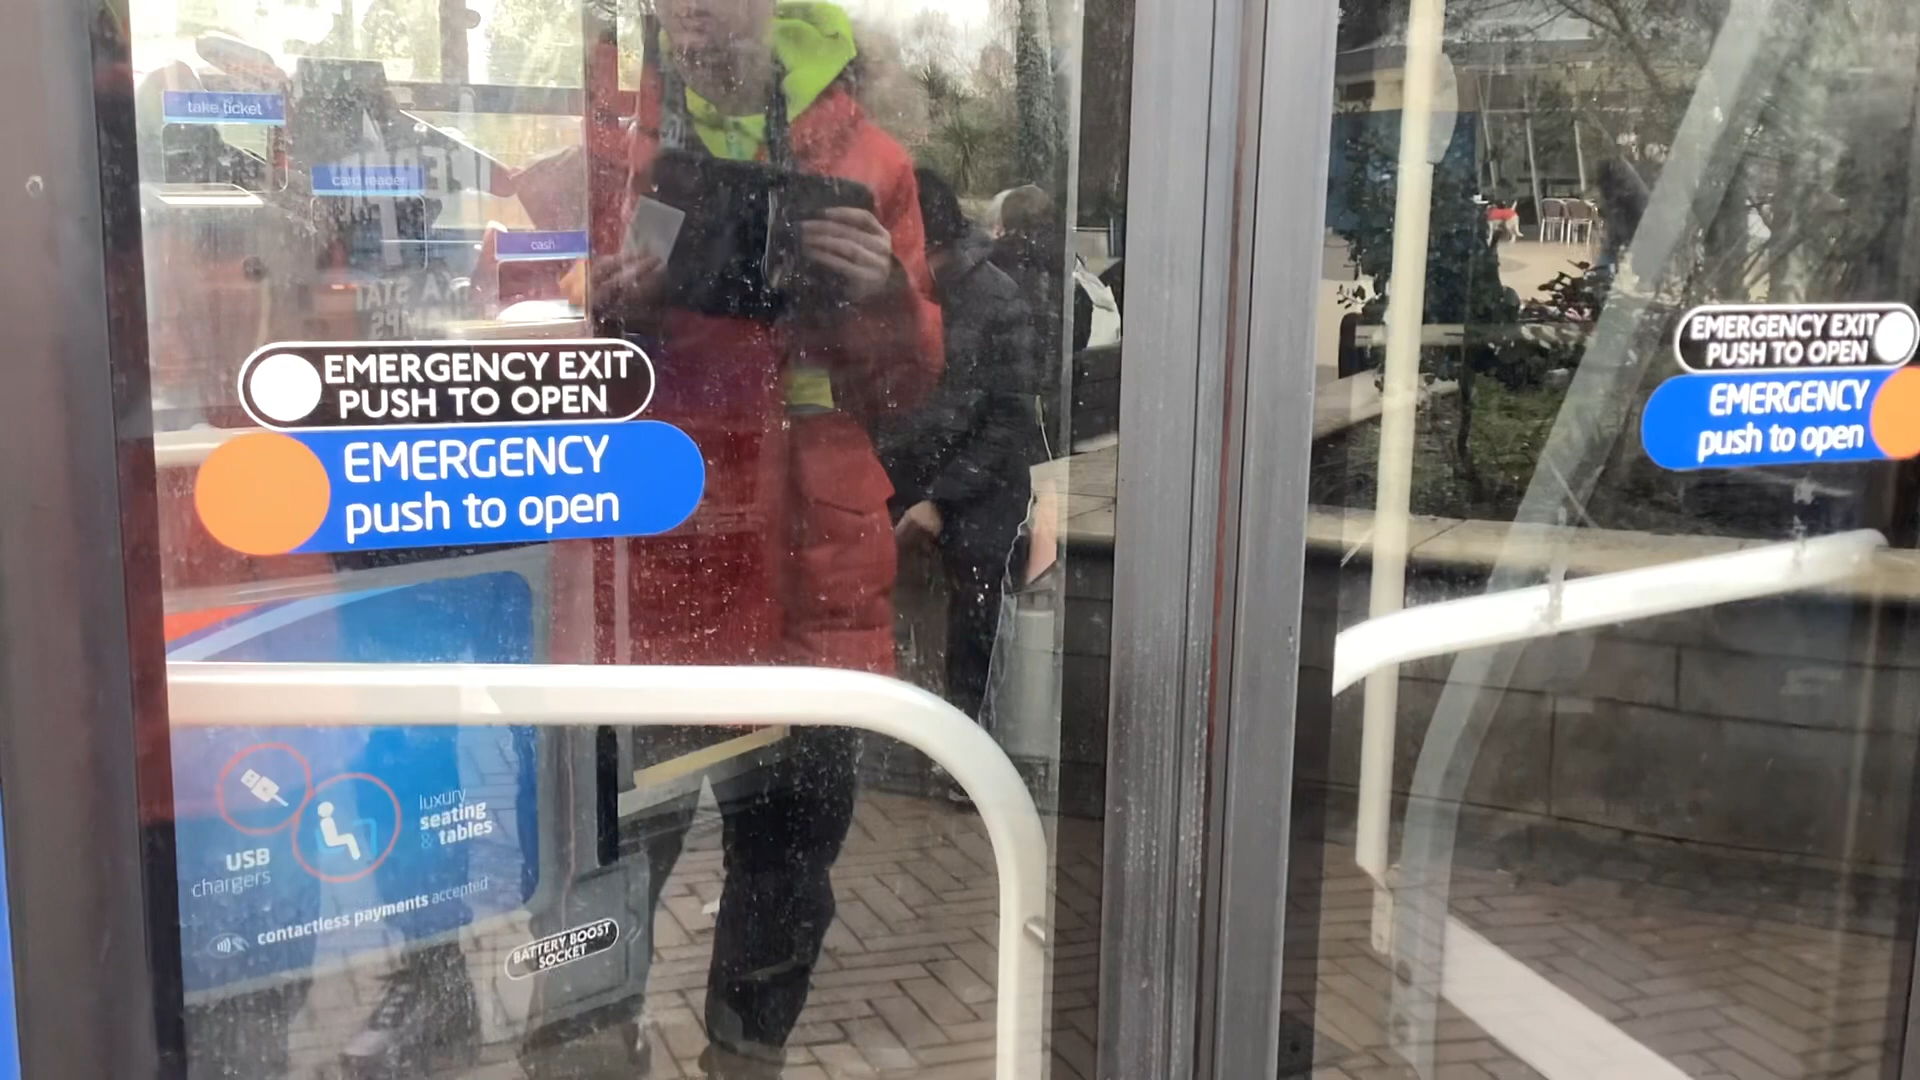 take ticket
card reader
cash
EMERGENCY EXIT
PUSH TO OPEN
EMERGENCY
push to open
EMERGENCY EXIT
PUSH TO OPEN
EMERGENCY
push to open
luxury
seating
& tables
USB
chargers
contactless payments accepted
BATTERY BOOST
SOCKET